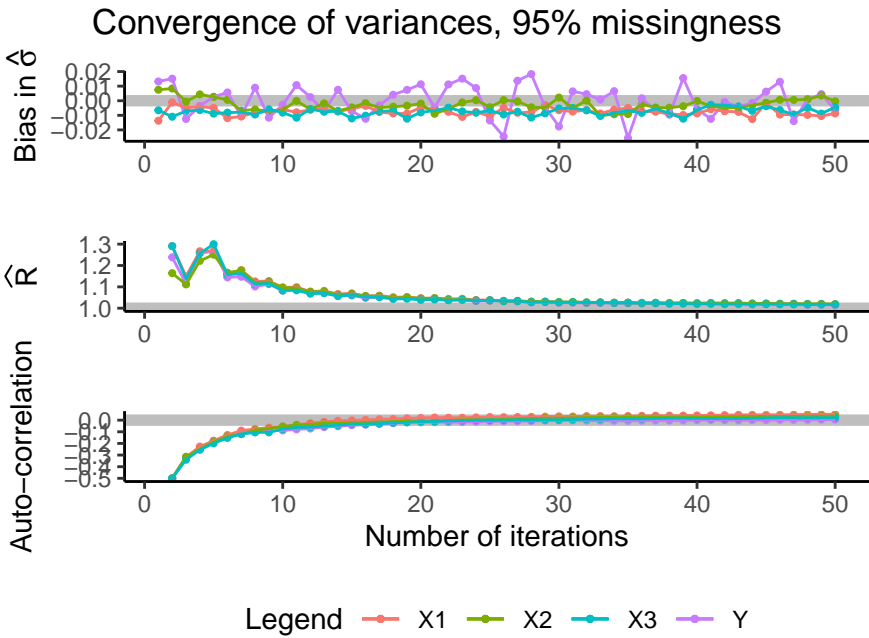 Convergence of variances, 95% missingness
Bias in σ̂
0.02
0.01
0.00
−0.01
−0.02
0 10 20 30 40 50
R̂
1.3
1.2
1.1
1.0
0 10 20 30 40 50
Auto−correlation
0.0
−0.1
−0.2
−0.3
−0.4
−0.5
0 10 20 30 40 50
Number of iterations
Legend X1 X2 X3 Y